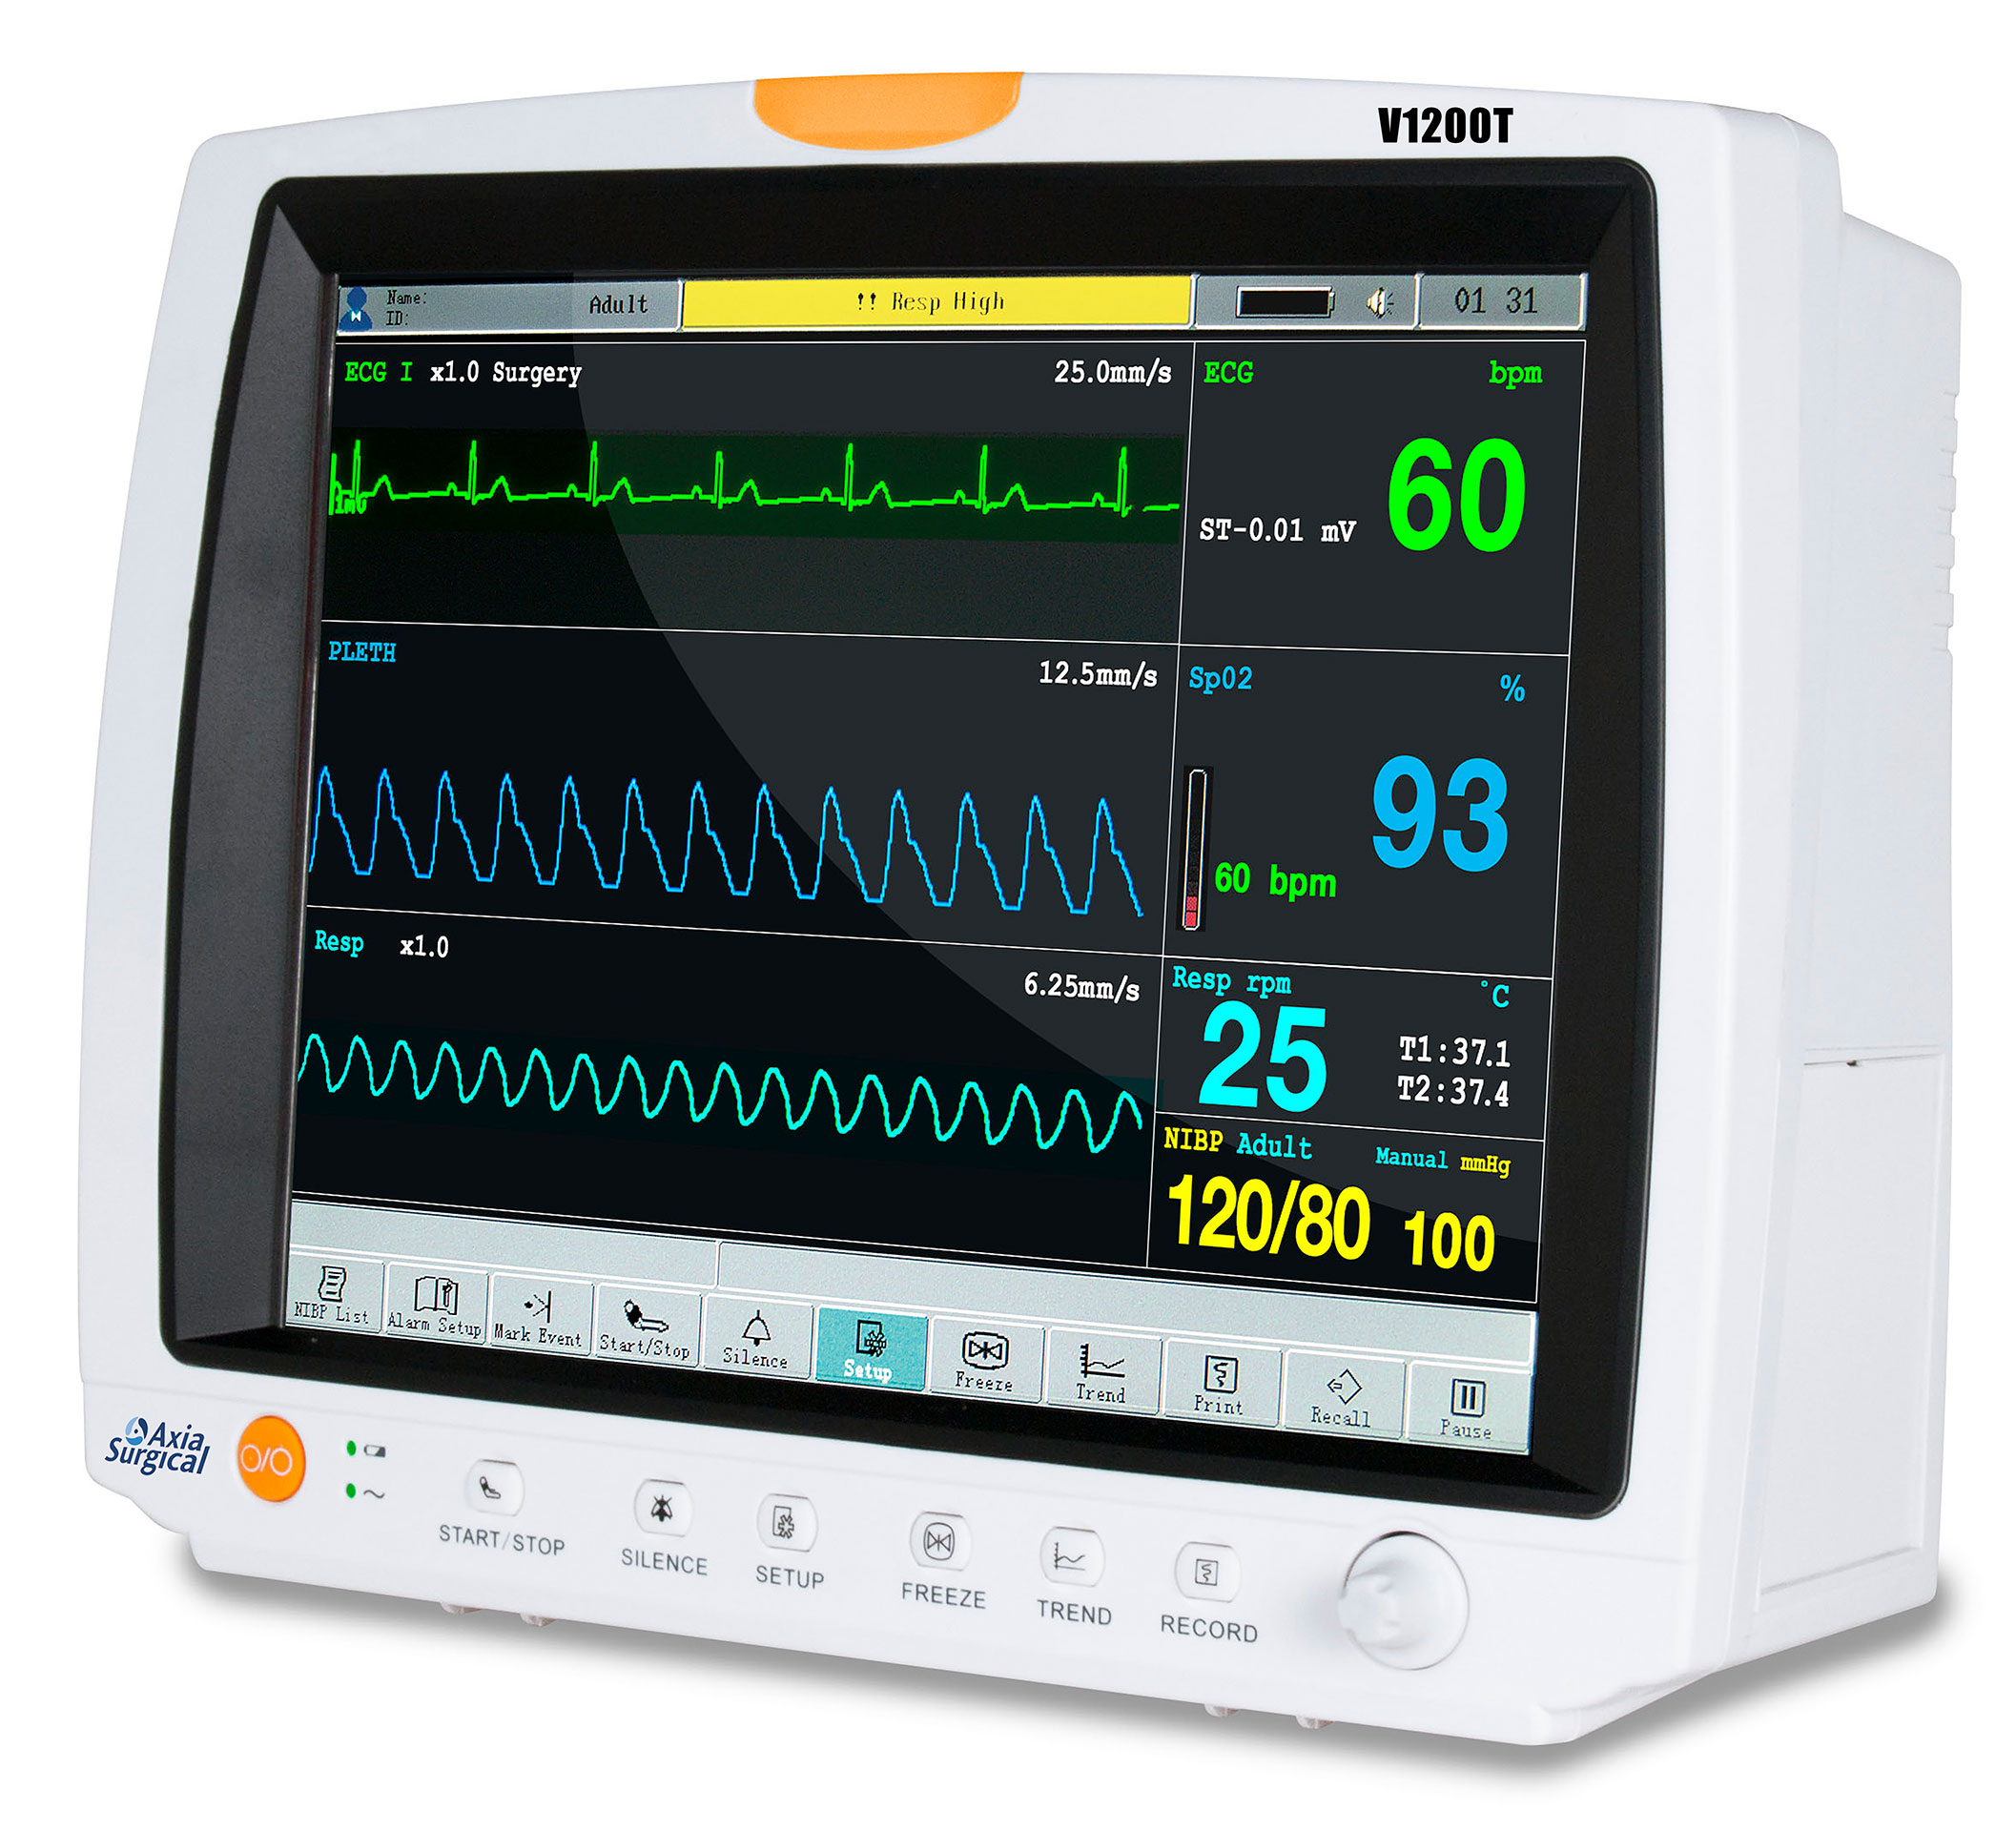 V1200T
Name:
ID:
Adult
!! Resp High
01 31
ECG I x1.0 Surgery
25.0mm/s
ECG
bpm
60
ST-0.01 mV
PLETH
12.5mm/s
SpO2
%
93
60 bpm
Resp x1.0
6.25mm/s
Resp rpm
°C
25
T1:37.1
T2:37.4
NIBP Adult
Manual mmHg
120/80
100
NIBP List
Alarm Setup
Mark Event
Start/Stop
Silence
Setup
Freeze
Trend
Print
Recall
Pause
Axia
Surgical
START/STOP
SILENCE
SETUP
FREEZE
TREND
RECORD